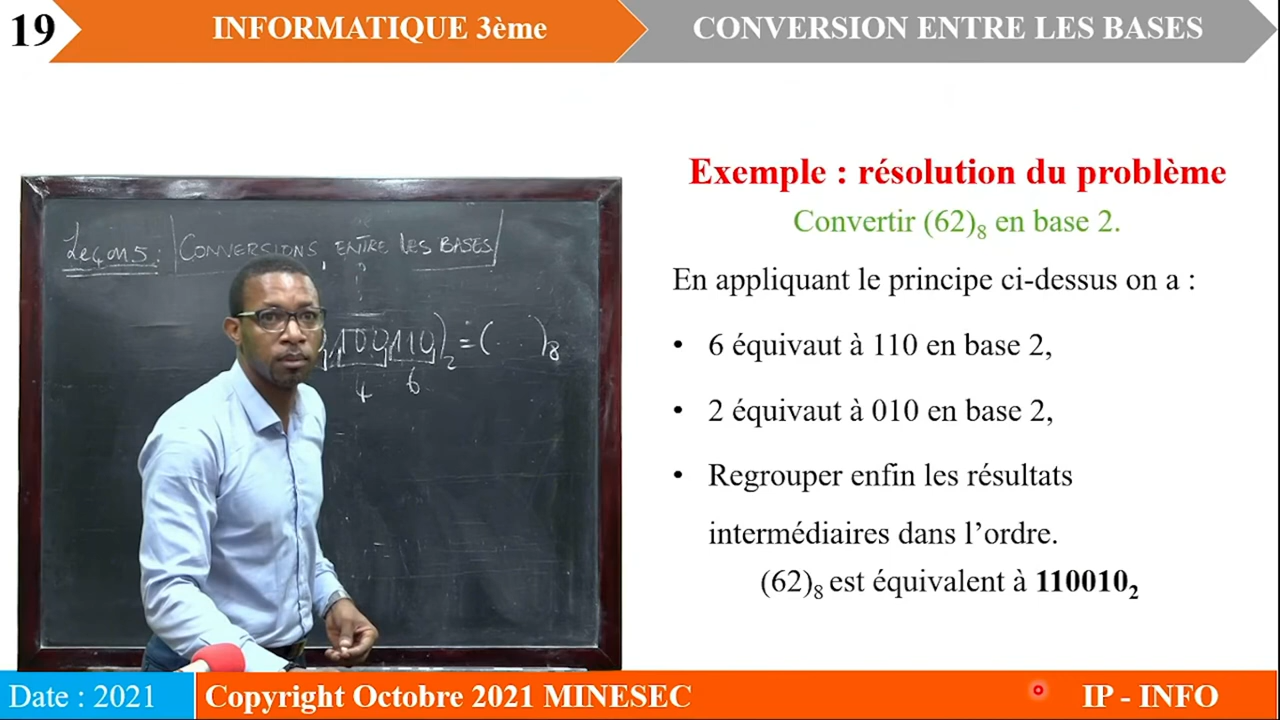 19
INFORMATIQUE 3ème
CONVERSION ENTRE LES BASES
Leçon 5 : CONVERSIONS ENTRE LES BASES
100 110)₂ = ( )₈
4 6
Exemple : résolution du problème
Convertir (62)₈ en base 2.
En appliquant le principe ci-dessus on a :
• 6 équivaut à 110 en base 2,
• 2 équivaut à 010 en base 2,
• Regrouper enfin les résultats
intermédiaires dans l’ordre.
(62)₈ est équivalent à 110010₂
Date : 2021
Copyright Octobre 2021 MINESEC
IP - INFO